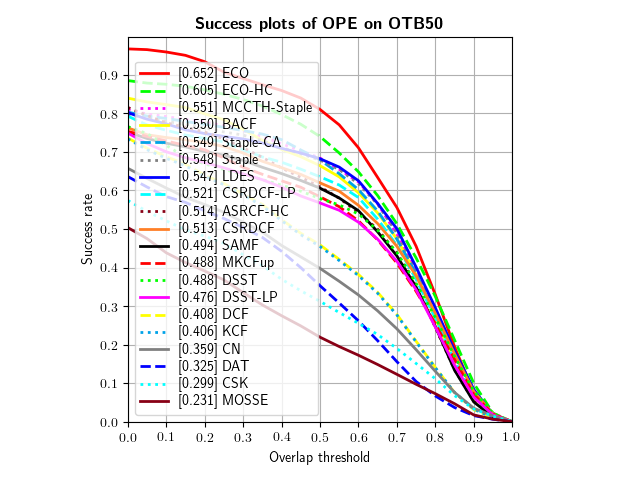 Success plots of OPE on OTB50
Success rate
0.9
0.8
0.7
0.6
0.5
0.4
0.3
0.2
0.1
0.0
[0.652] ECO
[0.605] ECO-HC
[0.551] MCCTH-Staple
[0.550] BACF
[0.549] Staple-CA
[0.548] Staple
[0.547] LDES
[0.521] CSRDCF-LP
[0.514] ASRCF-HC
[0.513] CSRDCF
[0.494] SAMF
[0.488] MKCFup
[0.488] DSST
[0.476] DSST-LP
[0.408] DCF
[0.406] KCF
[0.359] CN
[0.325] DAT
[0.299] CSK
[0.231] MOSSE
0.0 0.1 0.2 0.3 0.4 0.5 0.6 0.7 0.8 0.9 1.0
Overlap threshold